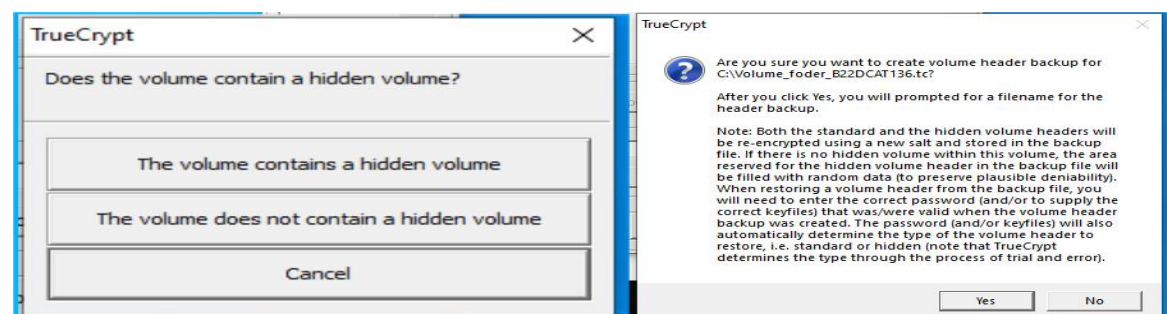 TrueCrypt
Does the volume contain a hidden volume?
The volume contains a hidden volume
The volume does not contain a hidden volume
Cancel
TrueCrypt
Are you sure you want to create volume header backup for
C:\Volume_foder_B22DCAT136.tc?
After you click Yes, you will prompted for a filename for the
header backup.
Note: Both the standard and the hidden volume headers will
be re-encrypted using a new salt and stored in the backup
file. If there is no hidden volume within this volume, the area
reserved for the hidden volume header in the backup file will
be filled with random data (to preserve plausible deniability).
When restoring a volume header from the backup file, you
will need to enter the correct password (and/or to supply the
correct keyfiles) that was/were valid when the volume header
backup was created. The password (and/or keyfiles) will also
automatically determine the type of the volume header to
restore, i.e. standard or hidden (note that TrueCrypt
determines the type through the process of trial and error).
Yes
No